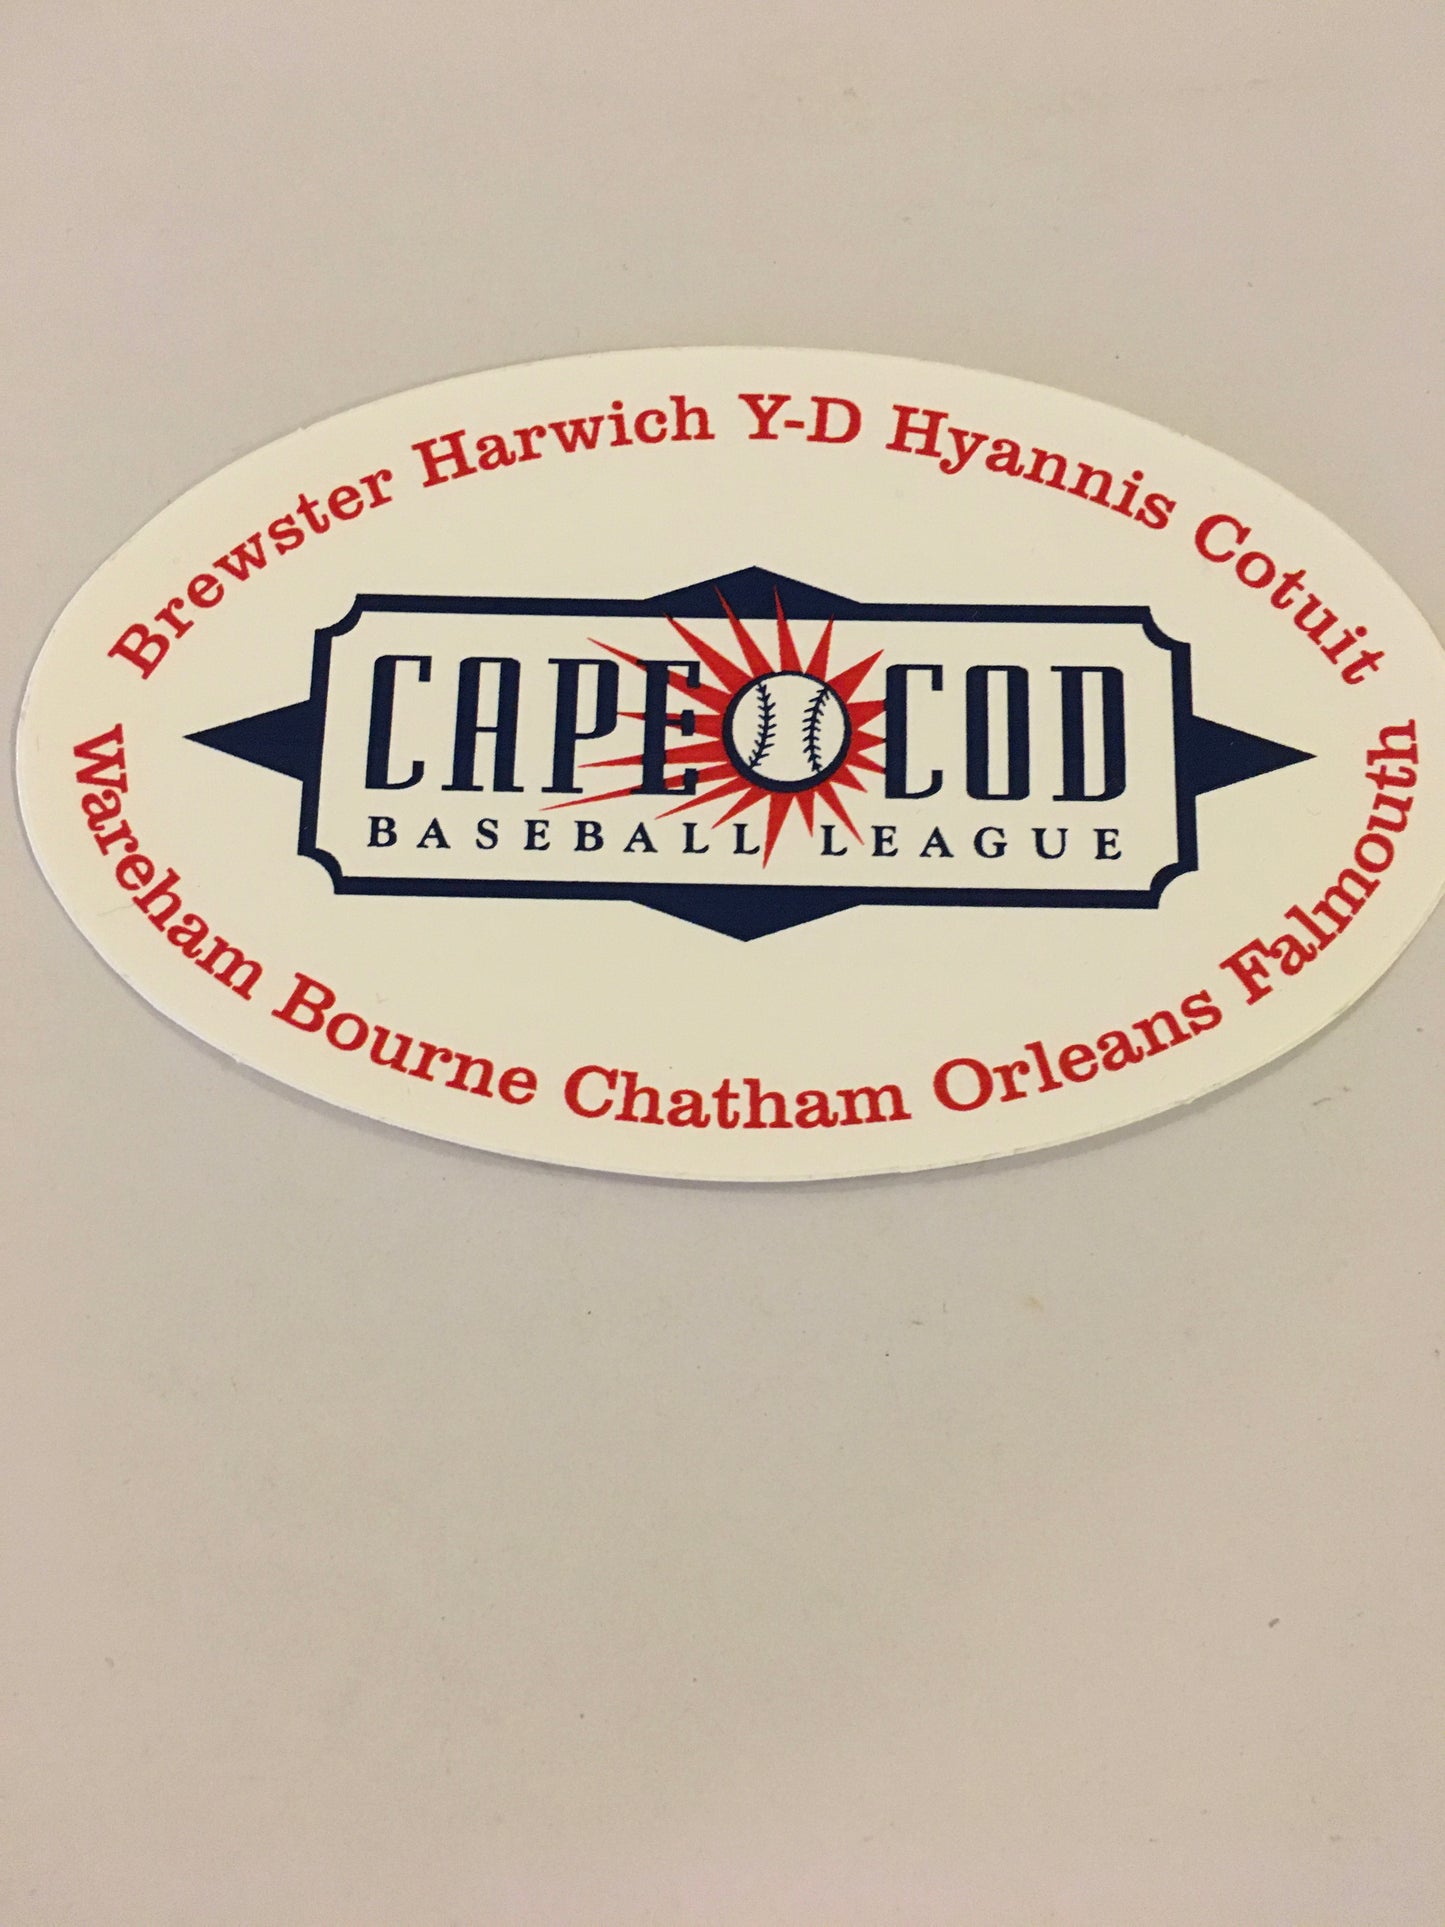 Brewster Harwich Y-D Hyannis Cotuit
CAPE COD
BASEBALL LEAGUE
Wareham Bourne Chatham Orleans Falmouth